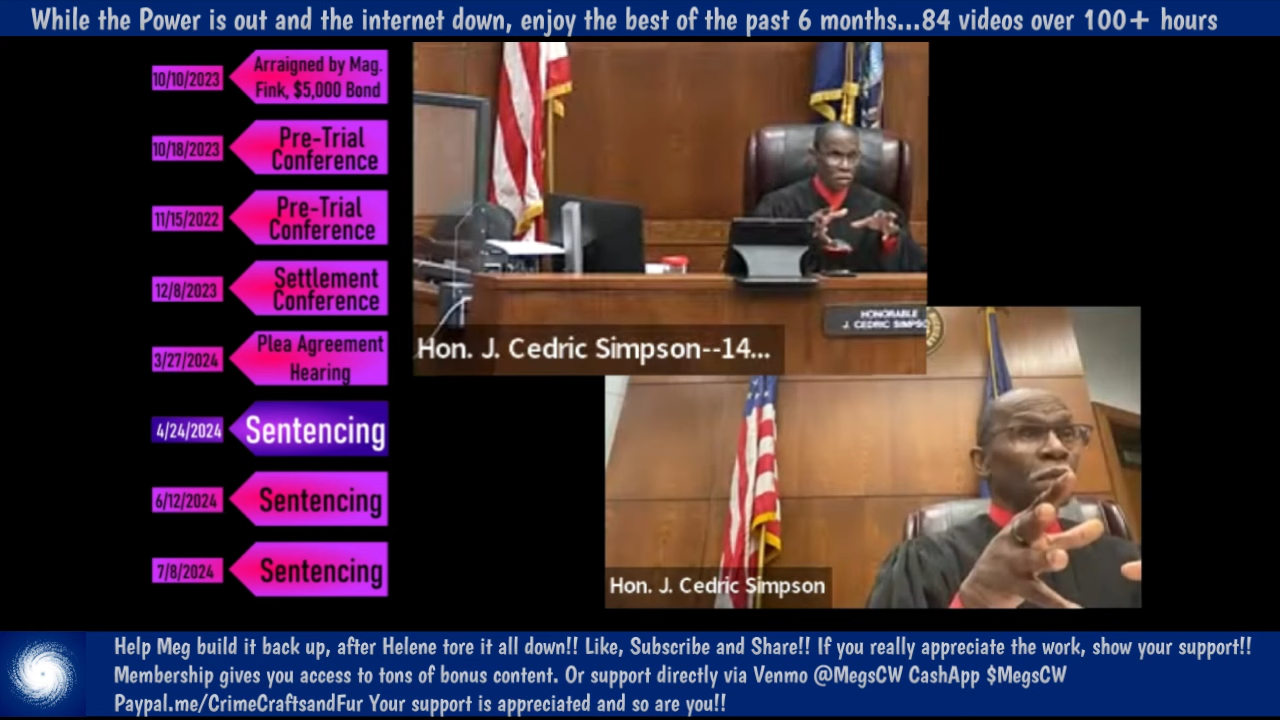 While the Power is out and the internet down, enjoy the best of the past 6 months...84 videos over 100+ hours
10/10/2023
Arraigned by Mag.
Fink, $5,000 Bond
10/18/2023
Pre-Trial
Conference
11/15/2022
Pre-Trial
Conference
12/8/2023
Settlement
Conference
3/27/2024
Plea Agreement
Hearing
4/24/2024
Sentencing
6/12/2024
Sentencing
7/8/2024
Sentencing
HONORABLE
J. CEDRIC SIMPSO
Hon. J. Cedric Simpson--14...
Hon. J. Cedric Simpson
Help Meg build it back up, after Helene tore it all down!! Like, Subscribe and Share!! If you really appreciate the work, show your support!!
Membership gives you access to tons of bonus content. Or support directly via Venmo @MegsCW CashApp $MegsCW
Paypal.me/CrimeCraftsandFur Your support is appreciated and so are you!!